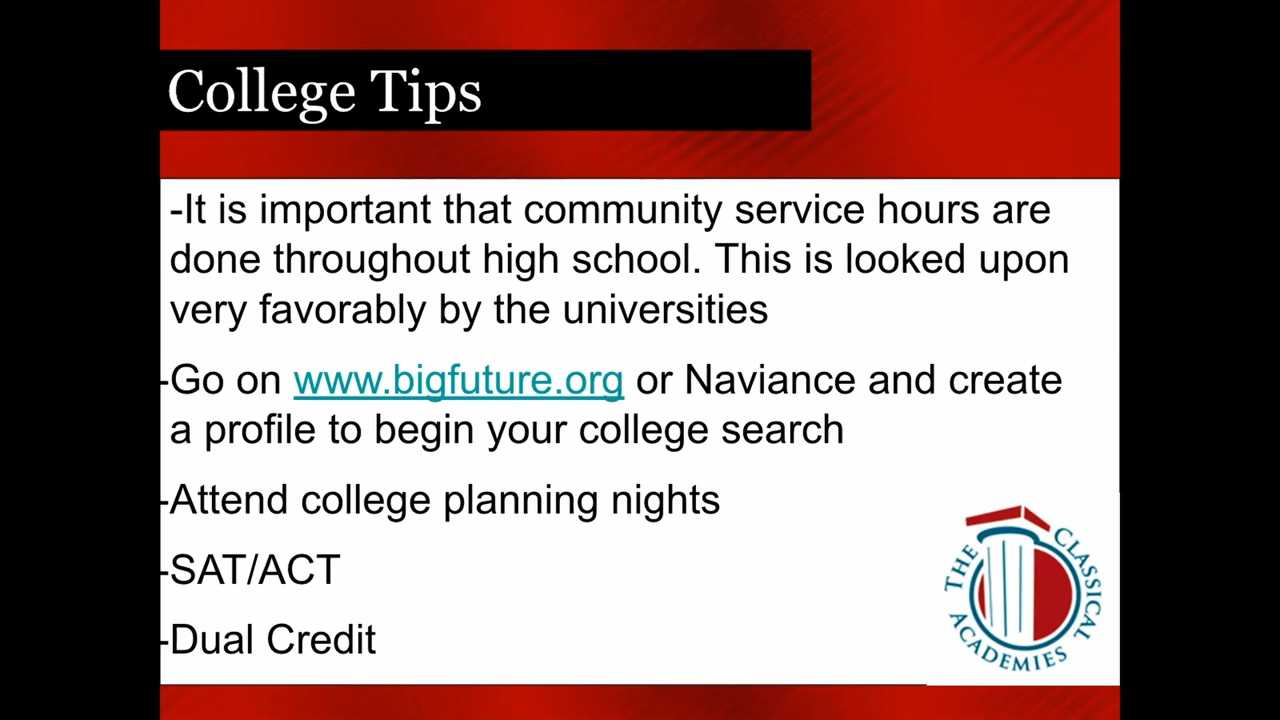 College Tips
-It is important that community service hours are
done throughout high school. This is looked upon
very favorably by the universities
-Go on www.bigfuture.org or Naviance and create
a profile to begin your college search
-Attend college planning nights
-SAT/ACT
-Dual Credit
THE CLASSICAL
ACADEMIES